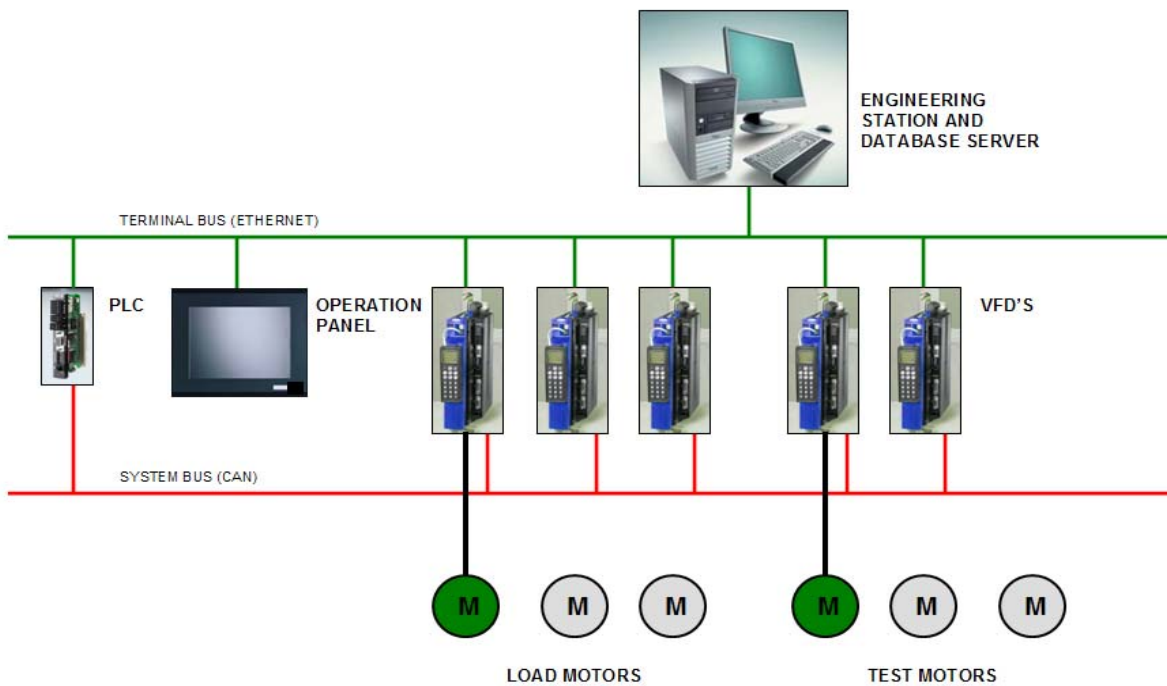 ENGINEERING
STATION AND
DATABASE SERVER
TERMINAL BUS (ETHERNET)
PLC
OPERATION
PANEL
VFD'S
SYSTEM BUS (CAN)
M
M
M
M
M
M
LOAD MOTORS
TEST MOTORS